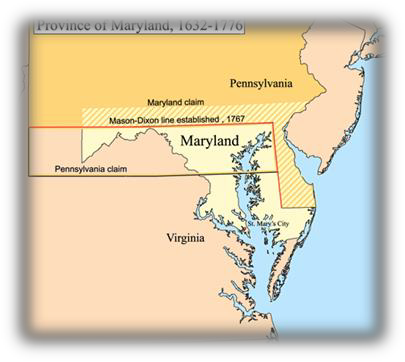 Province of Maryland, 1632-1776
Pennsylvania
Maryland claim
Mason-Dixon line established , 1767
Maryland
Pennsylvania claim
St. Mary's City
Virginia